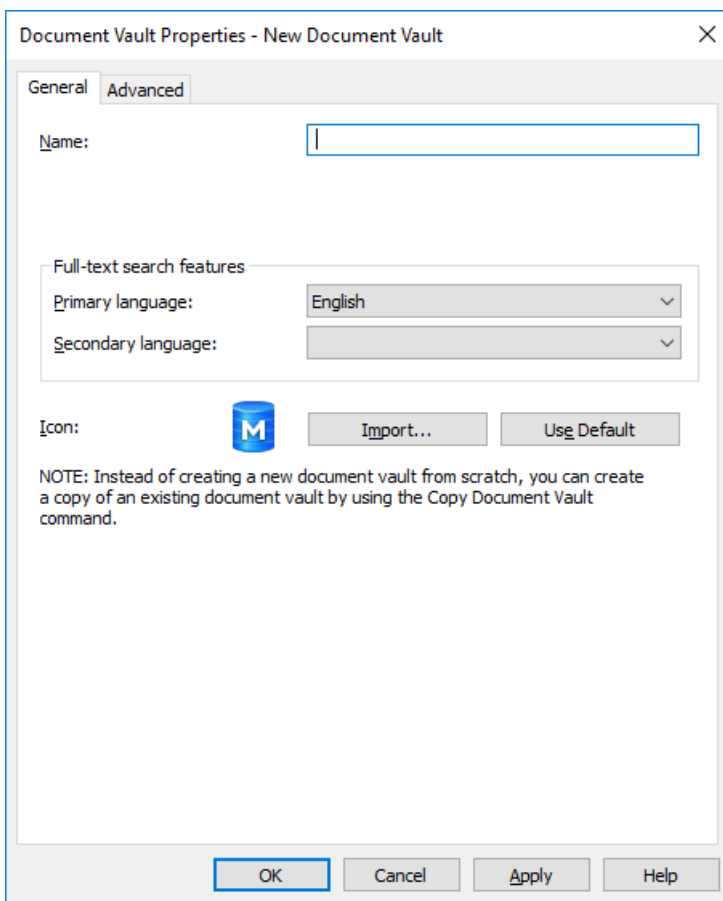 Document Vault Properties - New Document Vault
General Advanced
Name:
Full-text search features
Primary language: English
Secondary language:
Icon: M Import... Use Default
NOTE: Instead of creating a new document vault from scratch, you can create
a copy of an existing document vault by using the Copy Document Vault
command.
OK Cancel Apply Help